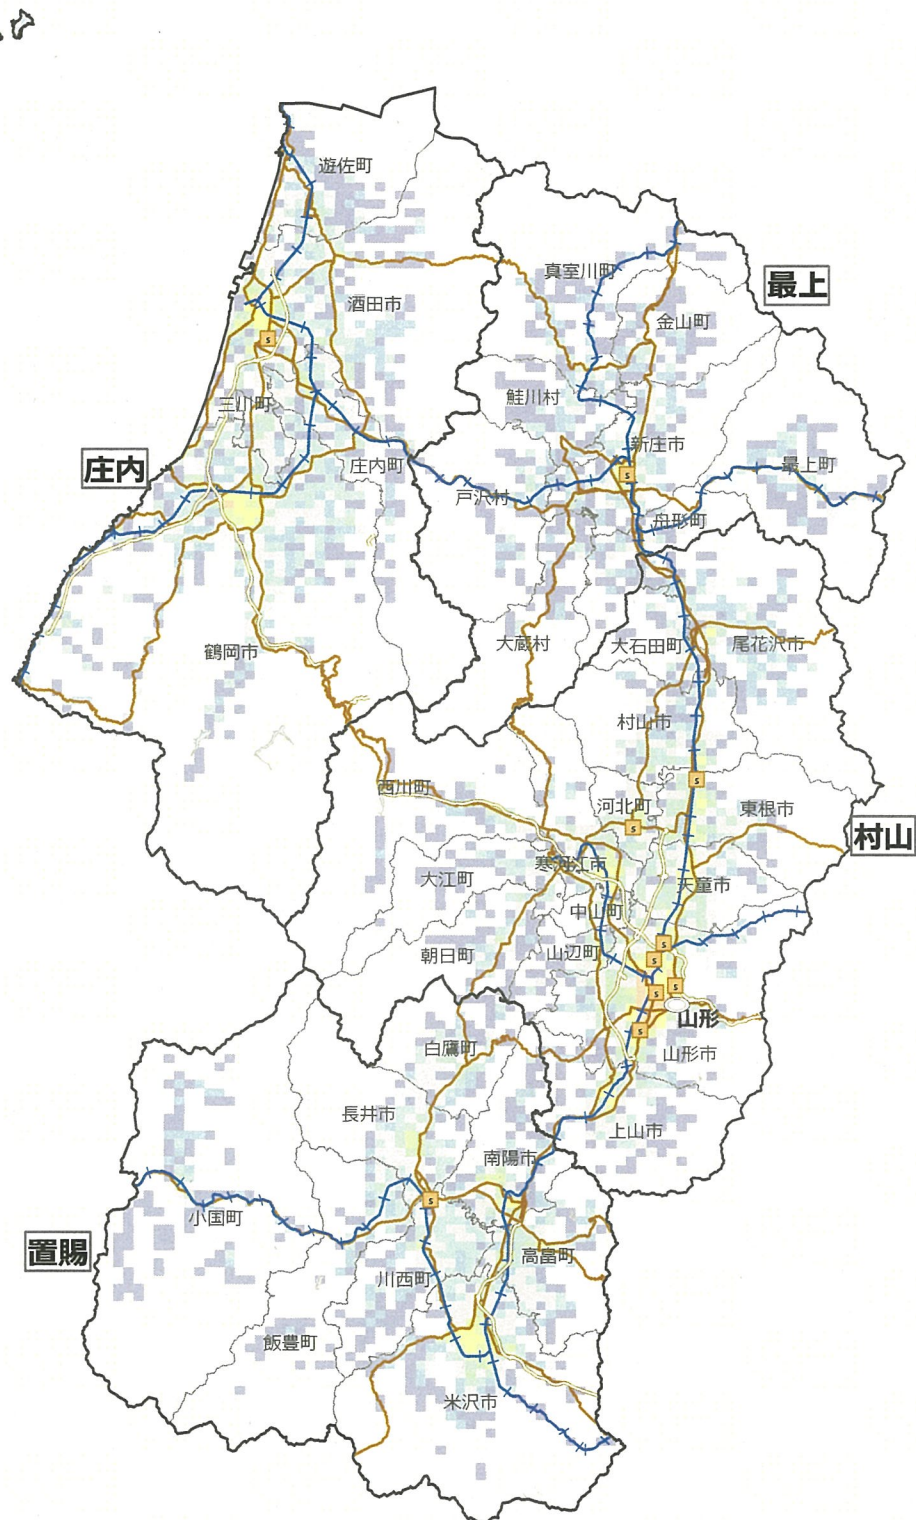 遊佐町
真室川町
最上
酒田市
金山町
鮭川村
三川町
新庄市
庄内
庄内町
最上町
戸沢村
舟形町
鶴岡市
大蔵村
大石田町
尾花沢市
村山市
西川町
河北町
東根市
村山
寒河江市
大江町
天童市
中山町
朝日町
山辺町
山形
白鷹町
山形市
長井市
上山市
南陽市
小国町
置賜
高畠町
川西町
飯豊町
米沢市
S
S
S
S
S
S
S
S
S